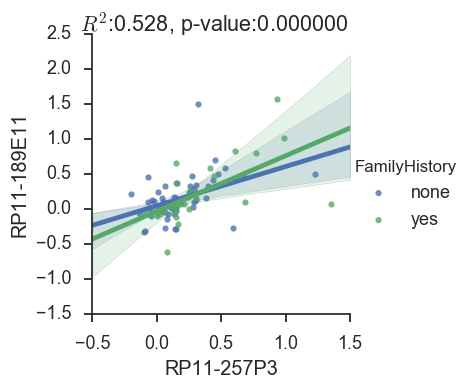 R²:0.528, p-value:0.000000
2.5
2.0
1.5
1.0
0.5
0.0
−0.5
−1.0
−1.5
RP11-189E11
−0.5 0.0 0.5 1.0 1.5
RP11-257P3
FamilyHistory
none
yes